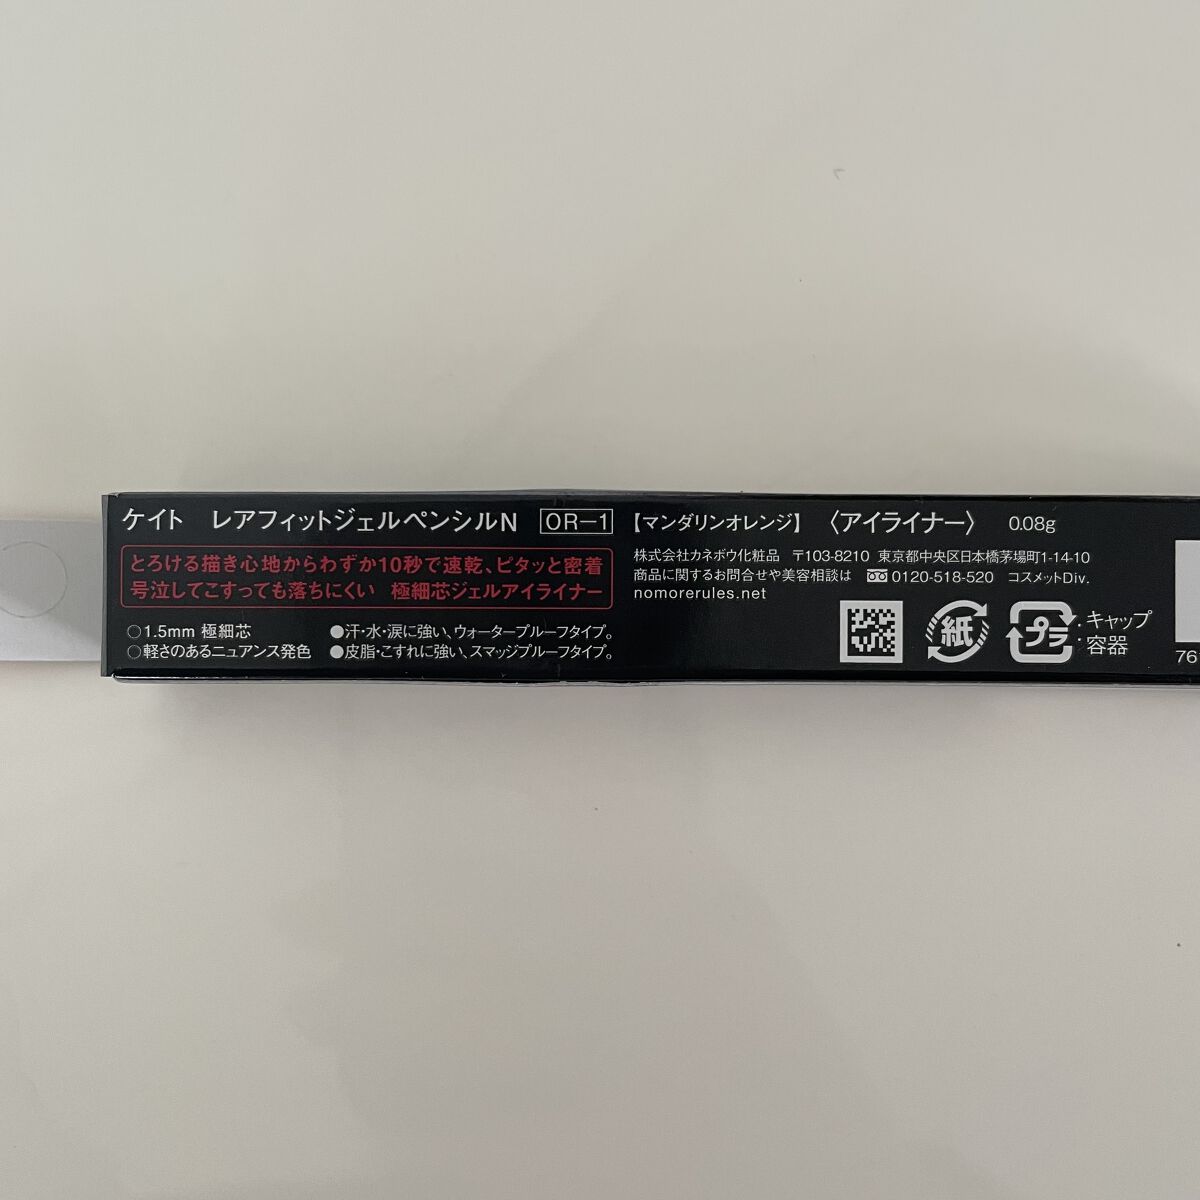 ケイト レアフィットジェルペンシルN OR-1 【マンダリンオレンジ】 〈アイライナー〉 0.08g
とろける描き心地からわずか10秒で速乾、ピタッと密着
号泣してこすっても落ちにくい 極細芯ジェルアイライナー
○1.5mm 極細芯
○軽さのあるニュアンス発色
●汗・水・涙に強い、ウォータープルーフタイプ。
●皮脂・こすれに強い、スマッジプルーフタイプ。
株式会社カネボウ化粧品 〒103-8210 東京都中央区日本橋茅場町1-14-10
商品に関するお問合せや美容相談は 0120-518-520 コスメットDiv.
nomorerules.net
紙
プラ :キャップ
:容器